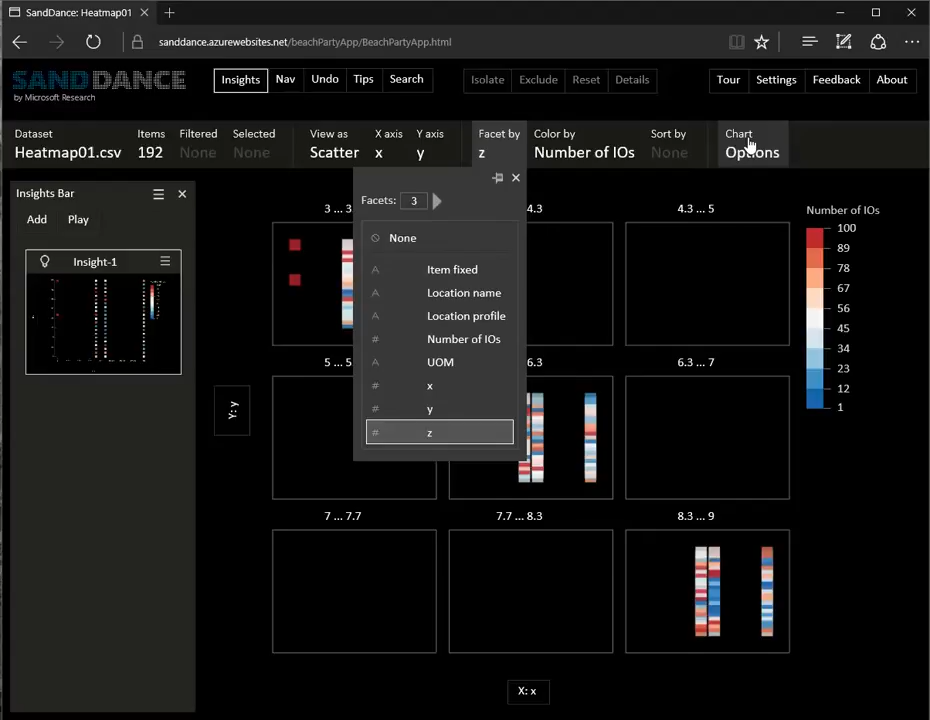 SandDance: Heatmap01
sanddance.azurewebsites.net/beachPartyApp/BeachPartyApp.html
SANDDANCE
by Microsoft Research
Insights Nav Undo Tips Search Isolate Exclude Reset Details Tour Settings Feedback About
Dataset Items Filtered Selected View as X axis Y axis Facet by Color by Sort by Chart
Heatmap01.csv 192 None None Scatter x y z Number of IOs None Options
Insights Bar
Add Play
Insight-1
Facets: 3
None
Item fixed
Location name
Location profile
Number of IOs
UOM
x
y
z
3 ... 3
4.3
4.3 ... 5
5 ... 5
6.3
6.3 ... 7
7 ... 7.7
7.7 ... 8.3
8.3 ... 9
Y: y
X: x
Number of IOs
100
89
78
67
56
45
34
23
12
1